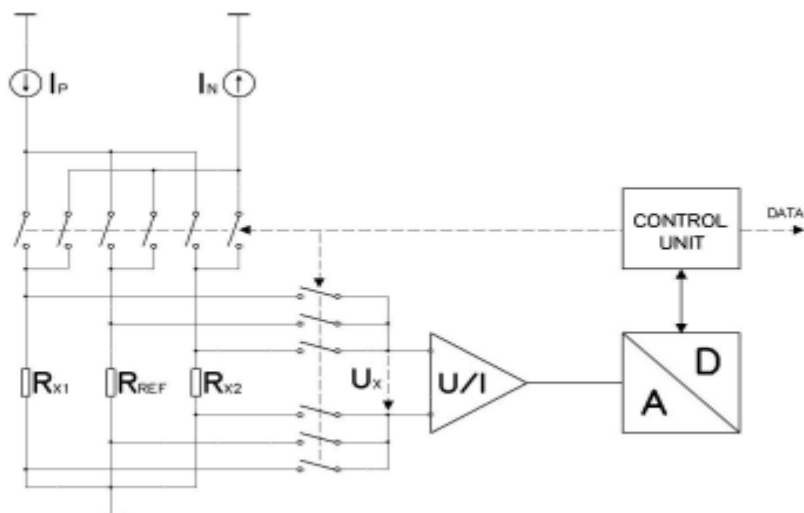 IP
IN
CONTROL
UNIT
DATA
RX1
RREF
RX2
UX
U/I
A
D